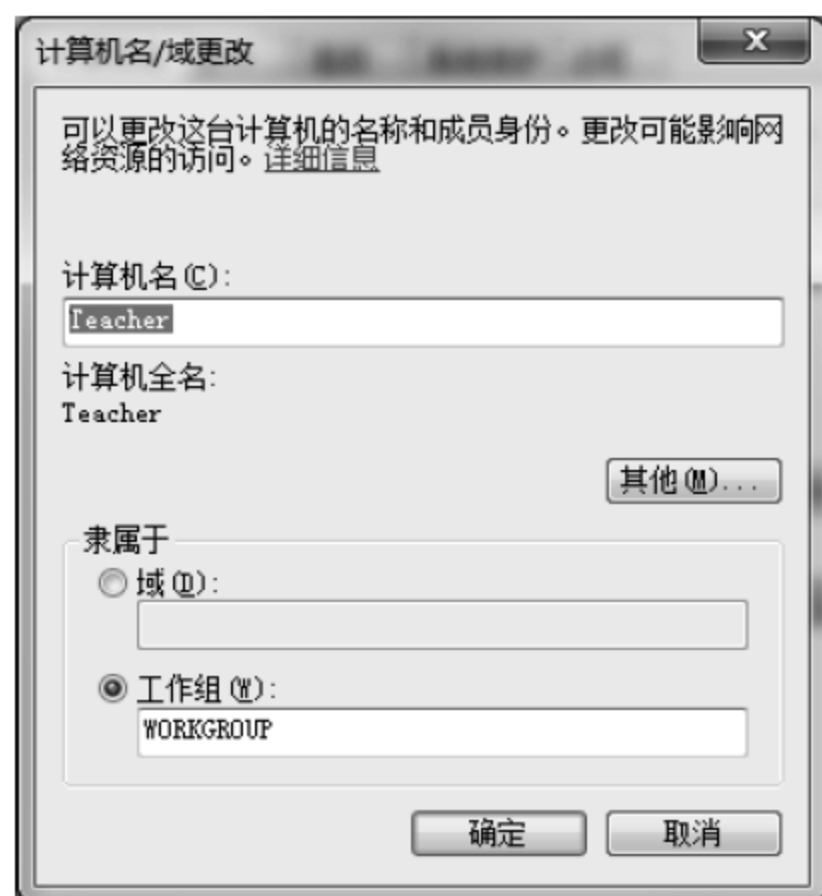 计算机名/域更改
可以更改这台计算机的名称和成员身份。更改可能影响网
络资源的访问。详细信息
计算机名(C):
Teacher
计算机全名:
Teacher
其他(M)...
隶属于
域(D):
工作组(W):
WORKGROUP
确定
取消